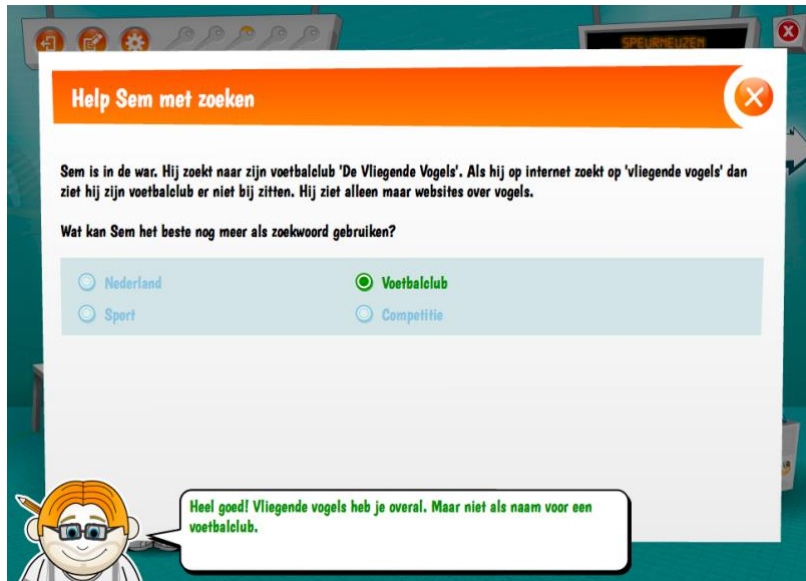 SPEURNEUZEN
Help Sem met zoeken
Sem is in de war. Hij zoekt naar zijn voetbalclub 'De Vliegende Vogels'. Als hij op internet zoekt op 'vliegende vogels' dan
ziet hij zijn voetbalclub er niet bij zitten. Hij ziet alleen maar websites over vogels.
Wat kan Sem het beste nog meer als zoekwoord gebruiken?
Nederland
Voetbalclub
Sport
Competitie
Heel goed! Vliegende vogels heb je overal. Maar niet als naam voor een
voetbalclub.